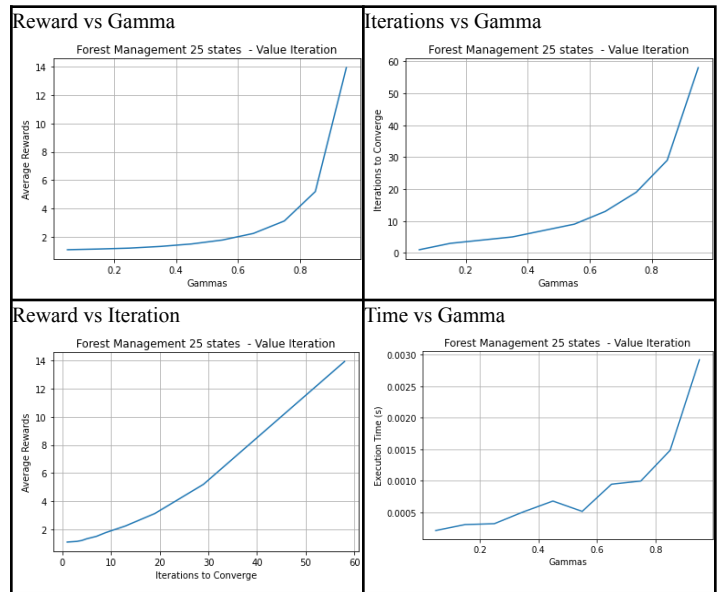 Reward vs Gamma
Forest Management 25 states - Value Iteration
14
12
10
8
6
4
2
Average Rewards
0.2 0.4 0.6 0.8
Gammas
Iterations vs Gamma
Forest Management 25 states - Value Iteration
60
50
40
30
20
10
0
Iterations to Converge
0.2 0.4 0.6 0.8
Gammas
Reward vs Iteration
Forest Management 25 states - Value Iteration
14
12
10
8
6
4
2
Average Rewards
0 10 20 30 40 50 60
Iterations to Converge
Time vs Gamma
Forest Management 25 states - Value Iteration
0.0030
0.0025
0.0020
0.0015
0.0010
0.0005
Execution Time (s)
0.2 0.4 0.6 0.8
Gammas